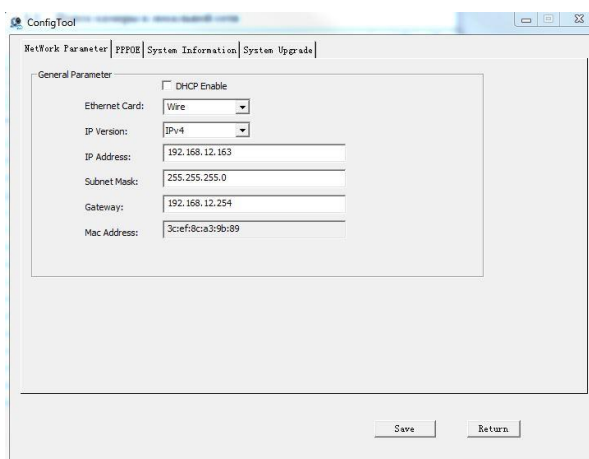 ConfigTool
NetWork Parameter PPPOE System Information System Upgrade
General Parameter
DHCP Enable
Ethernet Card: Wire
IP Version: IPv4
IP Address: 192.168.12.163
Subnet Mask: 255.255.255.0
Gateway: 192.168.12.254
Mac Address: 3c:ef:8c:a3:9b:89
Save Return